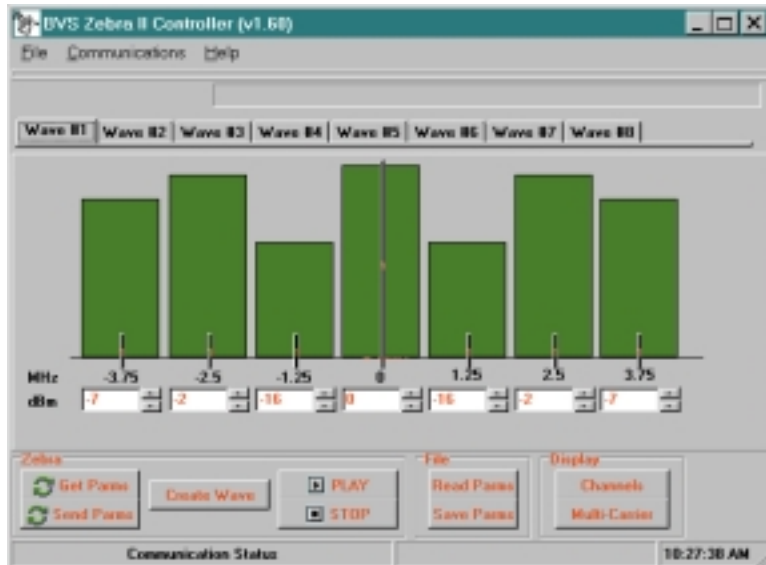 BVS Zebra II Controller (v1.60)
File Communications Help
Wave #1 Wave #2 Wave #3 Wave #4 Wave #5 Wave #6 Wave #7 Wave #8
MHz -3.75 -2.5 -1.25 0 1.25 2.5 3.75
dBm -7 -2 -16 0 -16 -2 -7
Zebra File Display
Get Parms Create Wave PLAY Read Parms Channels
Send Parms STOP Save Parms Multi-Carrier
Communication Status 10:27:38 AM